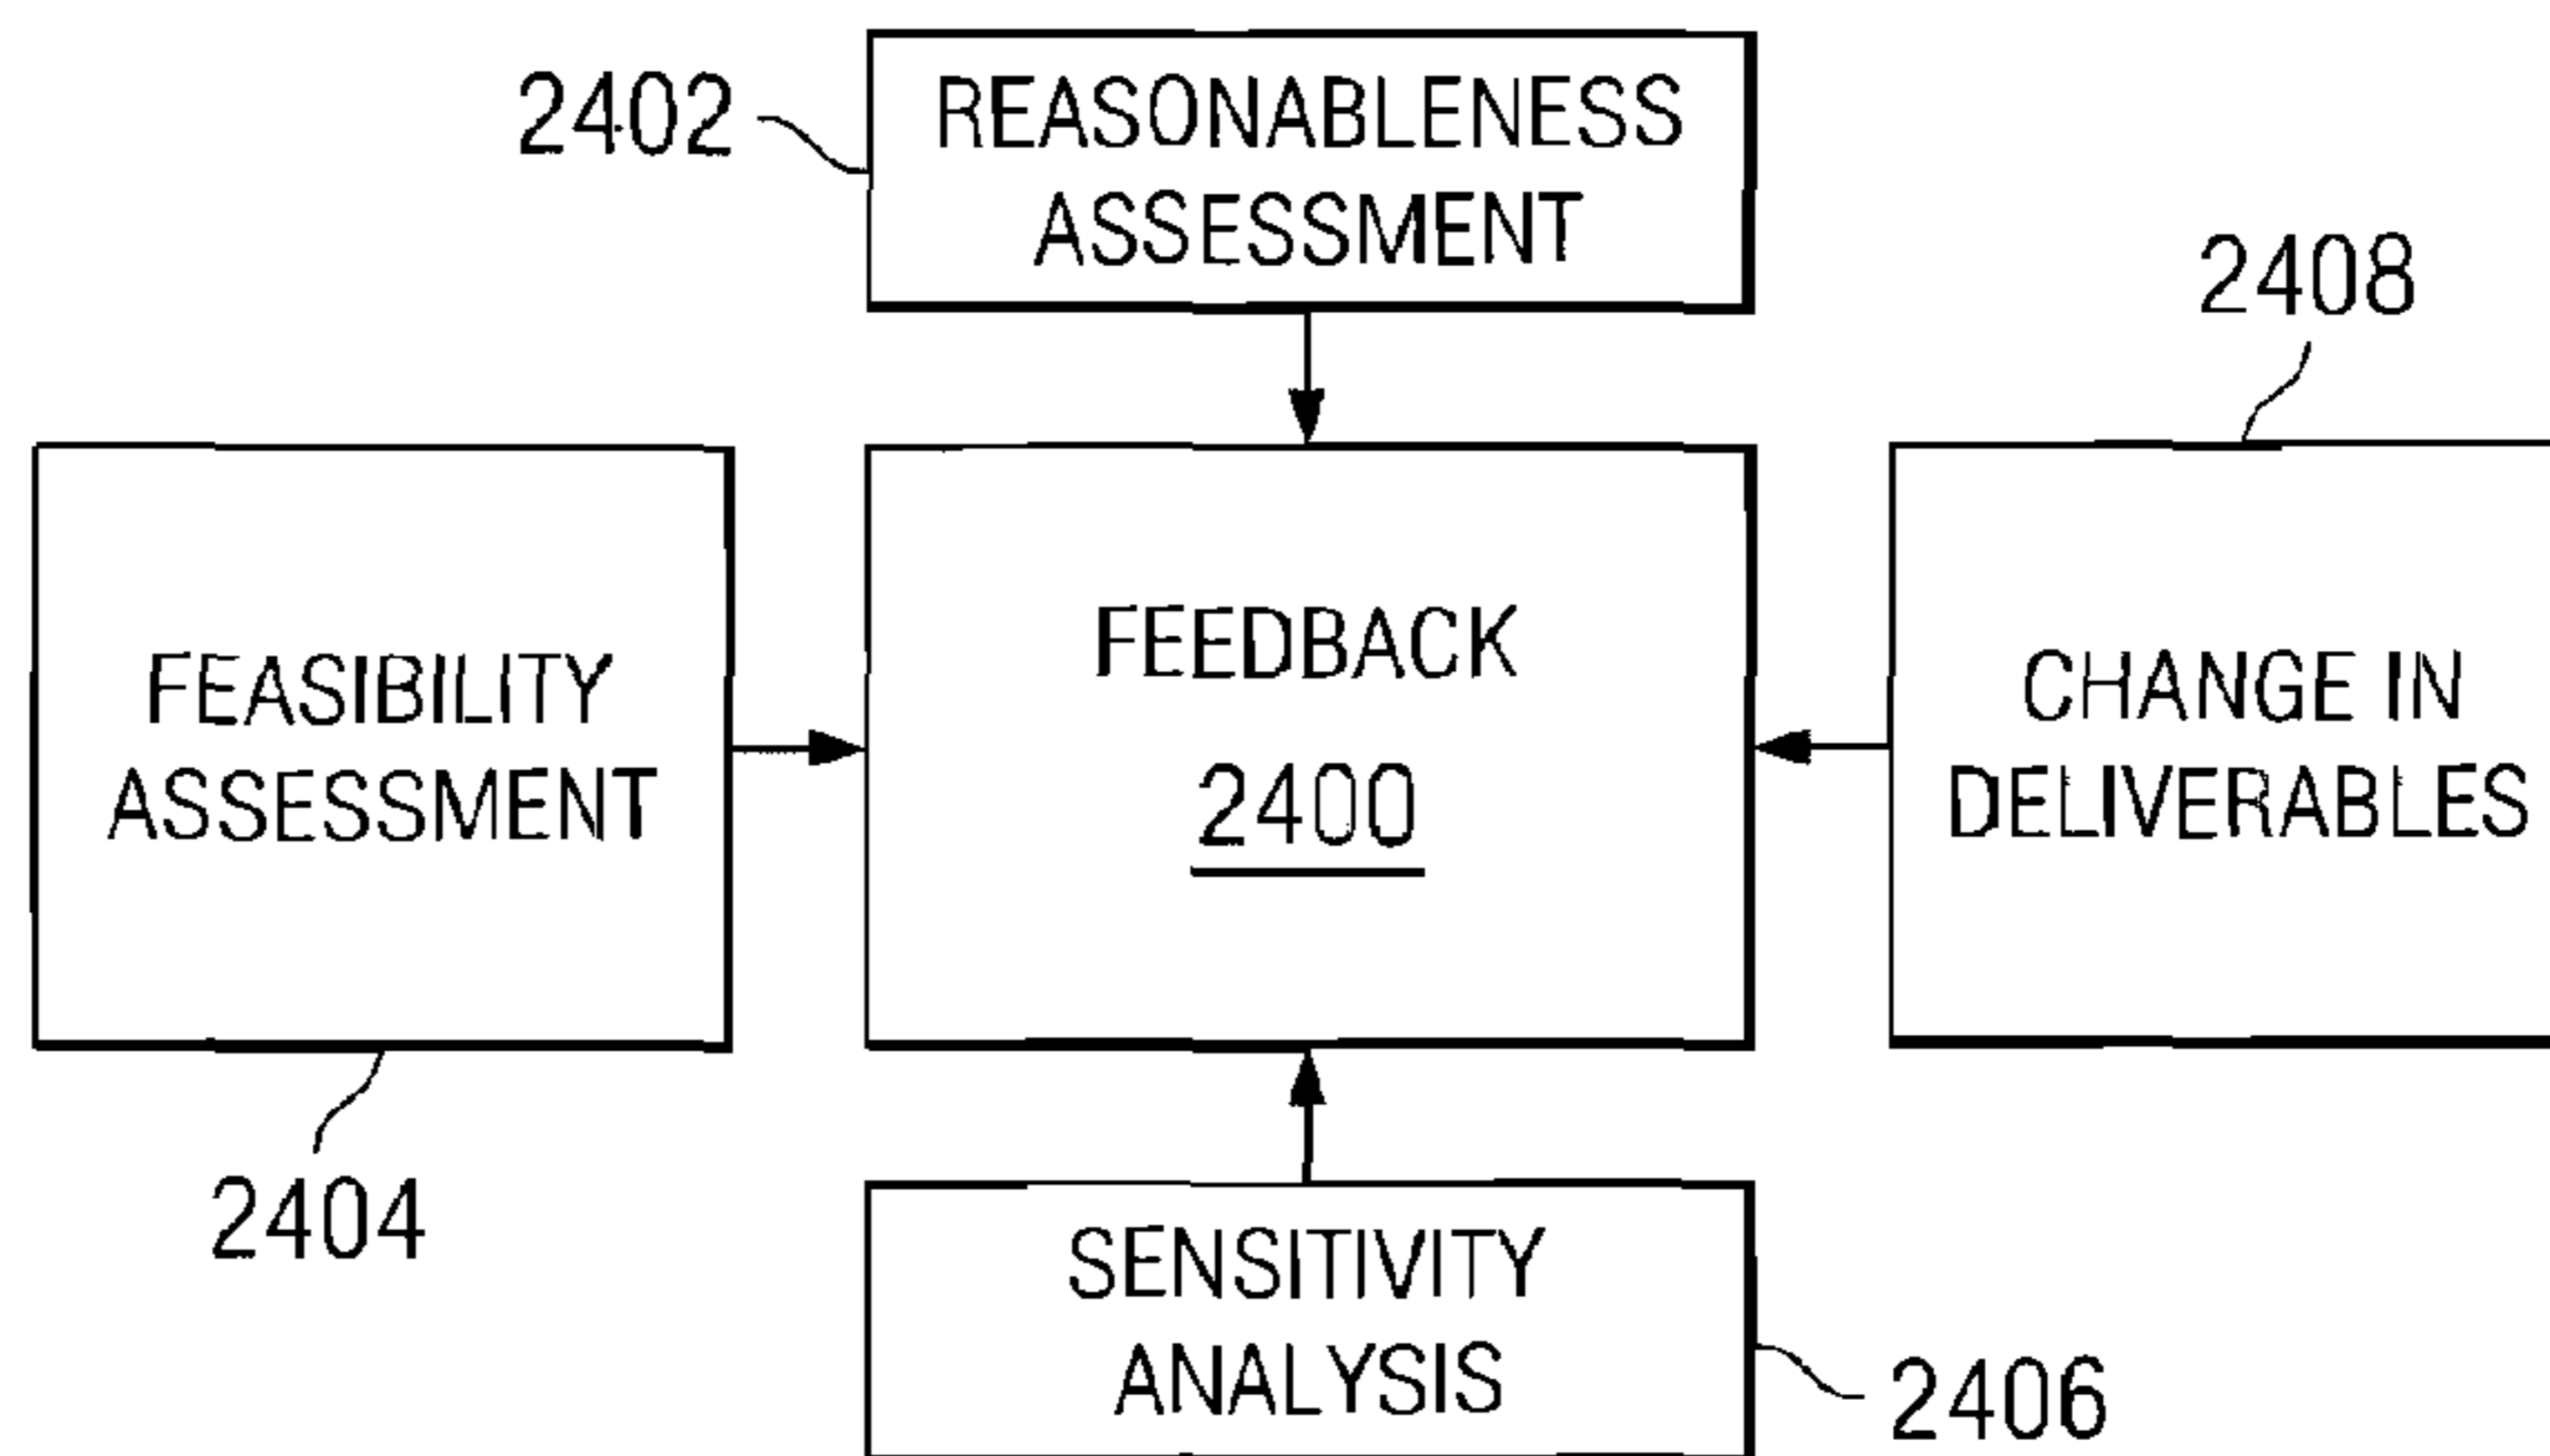 2402
REASONABLENESS
ASSESSMENT
2408
FEASIBILITY
ASSESSMENT
FEEDBACK
2400
CHANGE IN
DELIVERABLES
2404
SENSITIVITY
ANALYSIS
2406